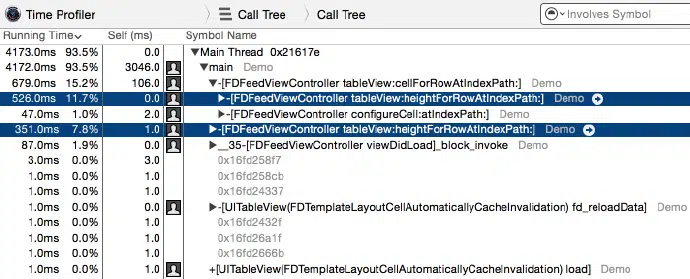 Time Profiler Call Tree Call Tree Involves Symbol
Running Time Self (ms) Symbol Name
4173.0ms 93.5% 0.0 ▼Main Thread 0x21617e
4172.0ms 93.5% 3046.0 ▼main Demo
679.0ms 15.2% 106.0 ▼-[FDFeedViewController tableView:cellForRowAtIndexPath:] Demo
526.0ms 11.7% 0.0 ▶-[FDFeedViewController tableView:heightForRowAtIndexPath:] Demo
47.0ms 1.0% 2.0 ▶-[FDFeedViewController configureCell:atIndexPath:] Demo
351.0ms 7.8% 1.0 ▶-[FDFeedViewController tableView:heightForRowAtIndexPath:] Demo
87.0ms 1.9% 0.0 ▶__35-[FDFeedViewController viewDidLoad]_block_invoke Demo
3.0ms 0.0% 3.0 0x16fd258f7
1.0ms 0.0% 1.0 0x16fd258cb
1.0ms 0.0% 1.0 0x16fd24337
1.0ms 0.0% 0.0 ▶-[UITableView(FDTemplateLayoutCellAutomaticallyCacheInvalidation) fd_reloadData] Demo
1.0ms 0.0% 1.0 0x16fd2432f
1.0ms 0.0% 1.0 0x16fd26a1f
1.0ms 0.0% 1.0 0x16fd2666b
1.0ms 0.0% 1.0 +[UITableView(FDTemplateLayoutCellAutomaticallyCacheInvalidation) load] Demo